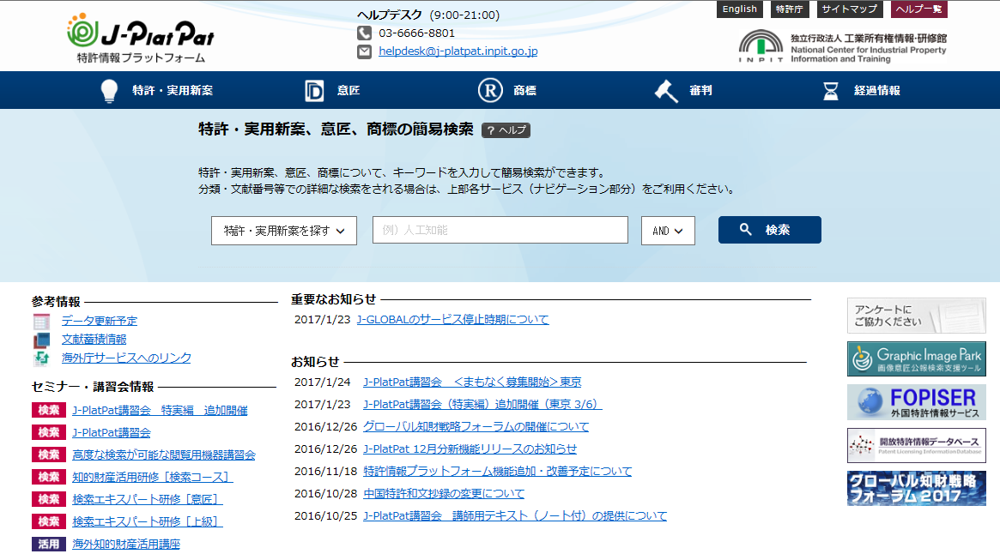 J-PlatPat
特許情報プラットフォーム
ヘルプデスク (9:00-21:00)
03-6666-8801
helpdesk@j-platpat.inpit.go.jp
English 特許庁 サイトマップ ヘルプ一覧
INPIT
独立行政法人 工業所有権情報・研修館
National Center for Industrial Property
Information and Training
特許・実用新案 意匠 商標 審判 経過情報
特許・実用新案、意匠、商標の簡易検索 ? ヘルプ
特許・実用新案、意匠、商標について、キーワードを入力して簡易検索ができます。
分類・文献番号等での詳細な検索をされる場合は、上部各サービス（ナビゲーション部分）をご利用ください。
特許・実用新案を探す 例）人工知能 AND 検索
参考情報
データ更新予定
文献蓄積情報
海外庁サービスへのリンク
セミナー・講習会情報
検索 J-PlatPat講習会　特実編　追加開催
検索 J-PlatPat講習会
検索 高度な検索が可能な閲覧用機器講習会
検索 知的財産活用研修［検索コース］
検索 検索エキスパート研修［意匠］
検索 検索エキスパート研修［上級］
活用 海外知的財産活用講座
重要なお知らせ
2017/1/23 J-GLOBALのサービス停止時期について
お知らせ
2017/1/24 J-PlatPat講習会　＜まもなく募集開始＞東京
2017/1/23 J-PlatPat講習会（特実編）追加開催（東京 3/6）
2016/12/26 グローバル知財戦略フォーラムの開催について
2016/12/26 J-PlatPat 12月分新機能リリースのお知らせ
2016/11/18 特許情報プラットフォーム機能追加・改善予定について
2016/10/28 中国特許和文抄録の変更について
2016/10/25 J-PlatPat講習会　講師用テキスト（ノート付）の提供について
アンケートに
ご協力ください
Graphic Image Park
画像意匠公報検索支援ツール
FOPISER
外国特許情報サービス
開放特許情報データベース
Patent Licensing Information Database
グローバル知財戦略
フォーラム 2017